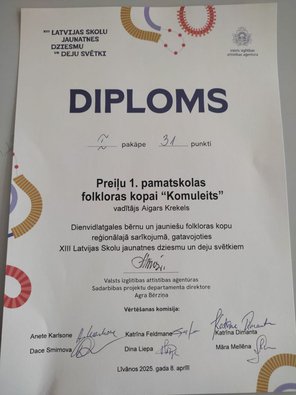 XIII LATVIJAS SKOLU
JAUNATNES
DZIESMU
UN DEJU SVĒTKI
Valsts izglītības
attīstības aģentūra
DIPLOMS
I pakāpe 31 punkti
Preiļu 1. pamatskolas
folkloras kopai “Komuleits”
vadītājs Aigars Krekels
Dienvidlatgales bērnu un jauniešu folkloras kopu
reģionālajā sarīkojumā, gatavojoties
XIII Latvijas Skolu jaunatnes dziesmu un deju svētkiem
Valsts izglītības attīstības aģentūras
Sadarbības projektu departamenta direktore
Agra Bērziņa
Vērtēšanas komisija:
Anete Karlsone Katrīna Feldmane Katrīna Dimanta
Dace Smirnova Dina Liepa Māra Mellēna
Līvānos 2025. gada 8. aprīlī